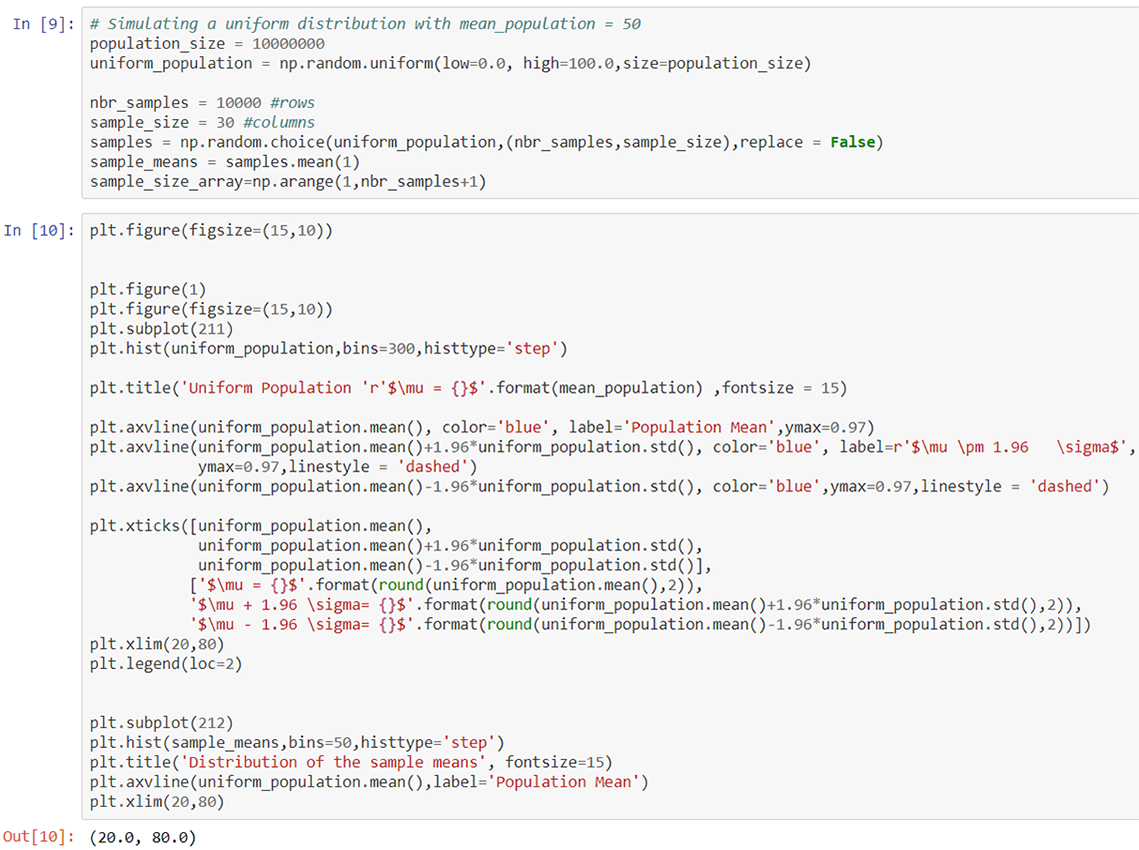 In [9]: # Simulating a uniform distribution with mean_population = 50
population_size = 10000000
uniform_population = np.random.uniform(low=0.0, high=100.0,size=population_size)
nbr_samples = 10000 #rows
sample_size = 30 #columns
samples = np.random.choice(uniform_population,(nbr_samples,sample_size),replace = False)
sample_means = samples.mean(1)
sample_size_array=np.arange(1,nbr_samples+1)
In [10]: plt.figure(figsize=(15,10))
plt.figure(1)
plt.figure(figsize=(15,10))
plt.subplot(211)
plt.hist(uniform_population,bins=300,histtype='step')
plt.title('Uniform Population 'r'$\mu = {}$'.format(mean_population) ,fontsize = 15)
plt.axvline(uniform_population.mean(), color='blue', label='Population Mean',ymax=0.97)
plt.axvline(uniform_population.mean()+1.96*uniform_population.std(), color='blue', label=r'$\mu \pm 1.96   \sigma$',
ymax=0.97,linestyle = 'dashed')
plt.axvline(uniform_population.mean()-1.96*uniform_population.std(), color='blue',ymax=0.97,linestyle = 'dashed')
plt.xticks([uniform_population.mean(),
uniform_population.mean()+1.96*uniform_population.std(),
uniform_population.mean()-1.96*uniform_population.std()],
['$\mu = {}$'.format(round(uniform_population.mean(),2)),
'$\mu + 1.96 \sigma= {}$'.format(round(uniform_population.mean()+1.96*uniform_population.std(),2)),
'$\mu - 1.96 \sigma= {}$'.format(round(uniform_population.mean()-1.96*uniform_population.std(),2))])
plt.xlim(20,80)
plt.legend(loc=2)
plt.subplot(212)
plt.hist(sample_means,bins=50,histtype='step')
plt.title('Distribution of the sample means', fontsize=15)
plt.axvline(uniform_population.mean(),label='Population Mean')
plt.xlim(20,80)
Out[10]: (20.0, 80.0)